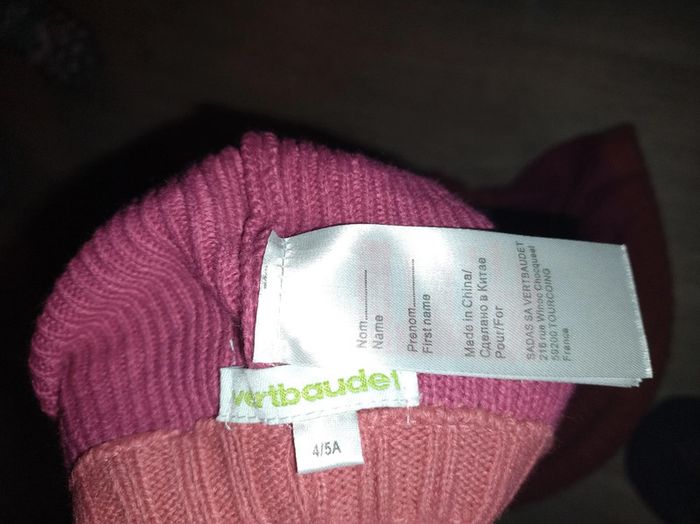 Nom..............
Name
Prenom..............
First name
Made in China/
Сделано в Китае
Pour/For
SADAS SA VERTBAUDET
216 rue Winoc Chocqueel
59200 TOURCOING
France
vertbaudet
4/5A